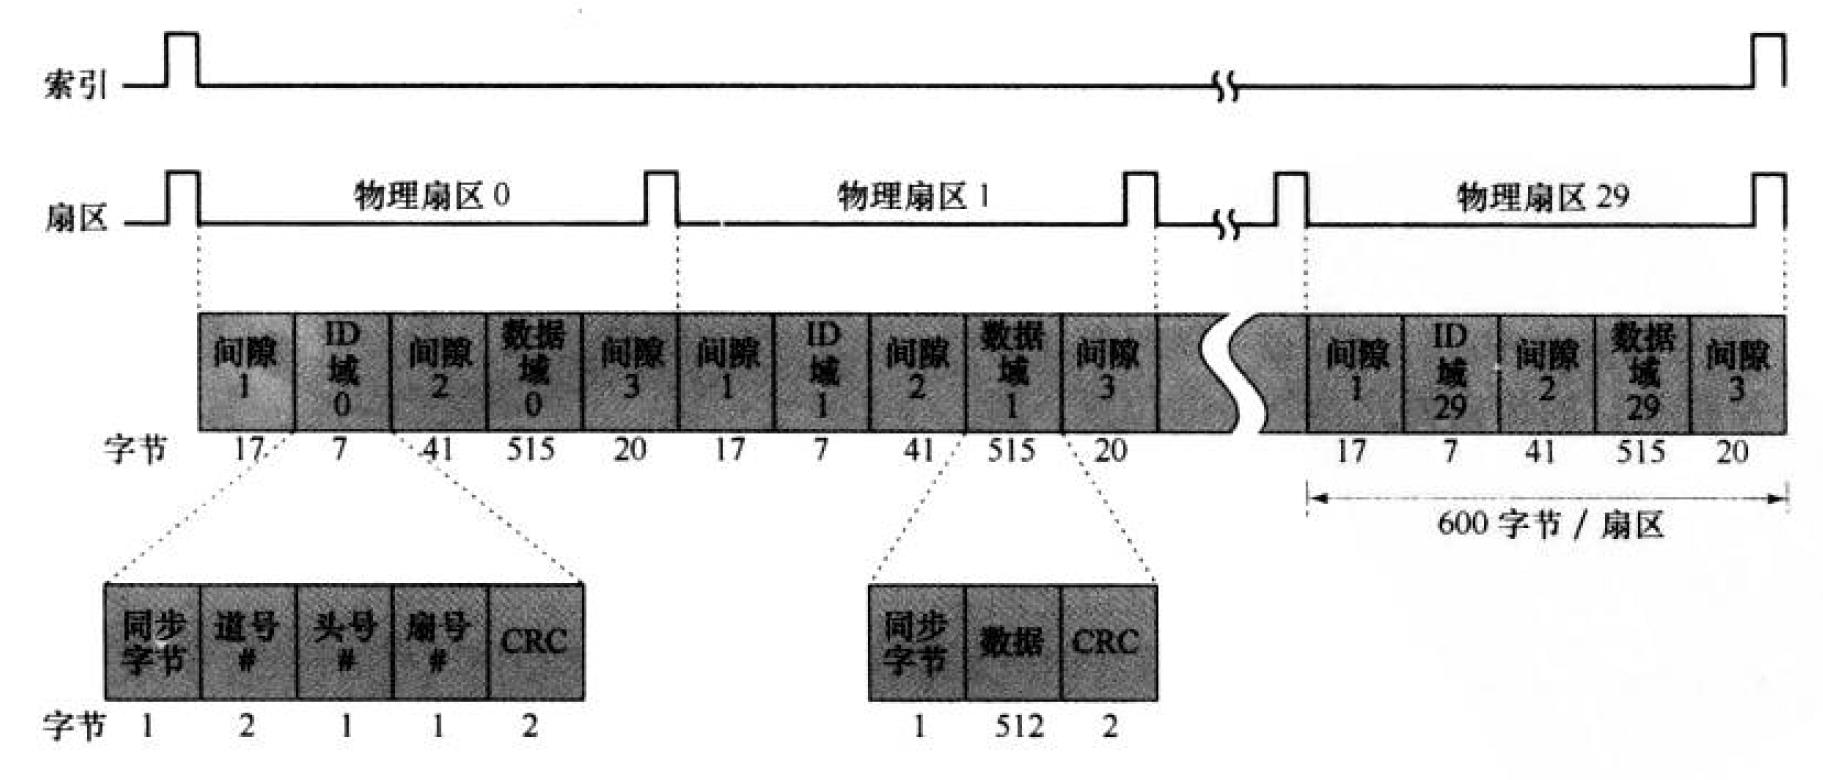 索引
扇区 物理扇区 0 物理扇区 1 物理扇区 29
间隙 1
ID 域 0
间隙 2
数据 域 0
间隙 3
间隙 1
ID 域 1
间隙 2
数据 域 1
间隙 3
间隙 1
ID 域 29
间隙 2
数据 域 29
间隙 3
字节 17 7 41 515 20 17 7 41 515 20 17 7 41 515 20
600 字节 / 扇区
同步 字节
道号 #
头号 #
扇号 #
CRC
同步 字节
数据
CRC
字节 1 2 1 1 2 1 512 2